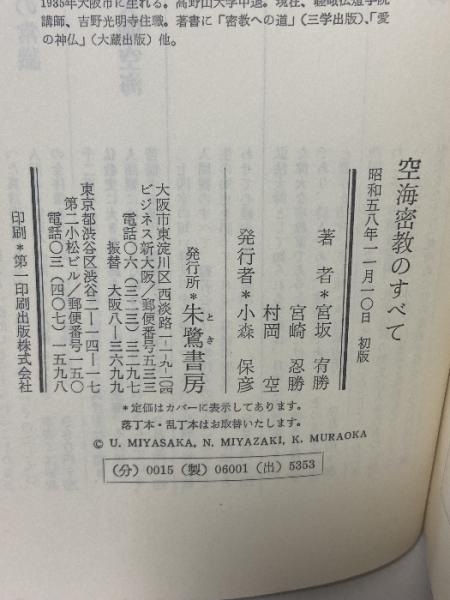 1935年大阪市に生れる。高野山大学中退。現在、種智院大学
講師、吉野光明寺住職。著書に「密教への道」(三学出版)、「愛
の神仏」(大蔵出版)他。
空海密教のすべて
昭和五八年一一月一〇日 初版
著者*宮坂宥勝
宮崎忍勝
村岡空
発行者*小森保彦
発行所*朱鷺書房
とき
大阪市東淀川区西淡路一-一-九-一〇四
ビジネス新大阪/郵便番号五三三
電話〇六(三二三)三二九七
振替 大阪八-三六九九
東京都渋谷区渋谷二-一四-一七
第二小松ビル/郵便番号一五〇
電話〇三(四〇七)一五九八
印刷*第一印刷出版株式会社
*定価はカバーに表示してあります。
落丁本・乱丁本はお取替いたします。
© U. MIYASAKA, N. MIYAZAKI, K. MURAOKA
(分) 0015 (製) 06001 (出) 5353